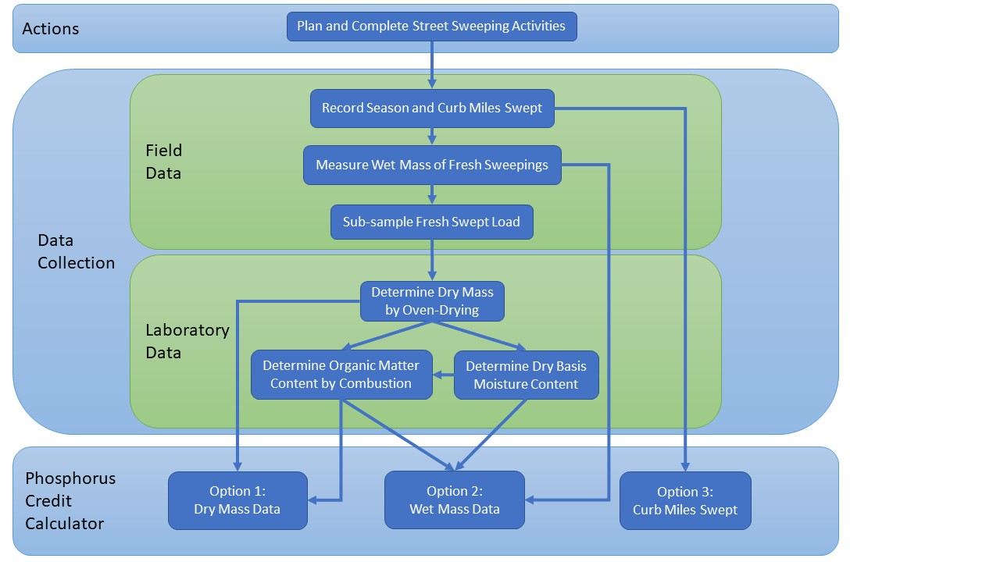 Actions
Plan and Complete Street Sweeping Activities
Record Season and Curb Miles Swept
Field
Data
Measure Wet Mass of Fresh Sweepings
Sub-sample Fresh Swept Load
Data
Collection
Determine Dry Mass
by Oven-Drying
Laboratory
Data
Determine Organic Matter
Content by Combustion
Determine Dry Basis
Moisture Content
Phosphorus
Credit
Calculator
Option 1:
Dry Mass Data
Option 2:
Wet Mass Data
Option 3:
Curb Miles Swept